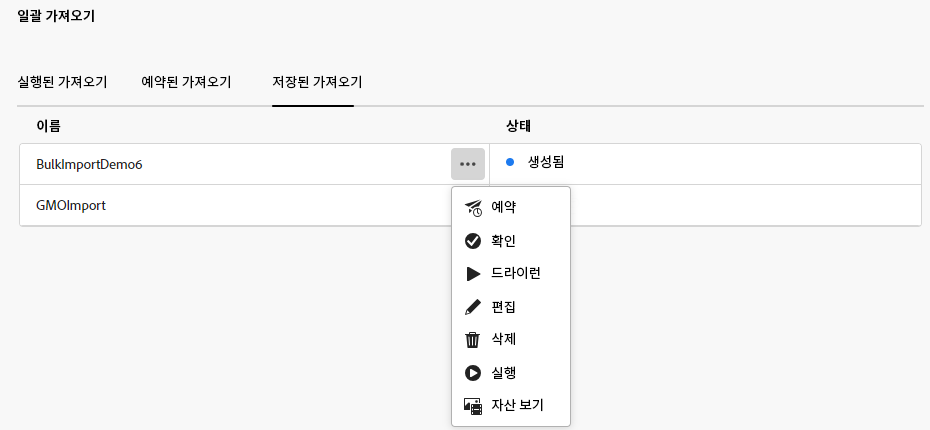 일괄 가져오기
실행된 가져오기 예약된 가져오기 저장된 가져오기
이름 상태
BulkImportDemo6 생성됨
GMOImport
예약
확인
드라이런
편집
삭제
실행
자산 보기